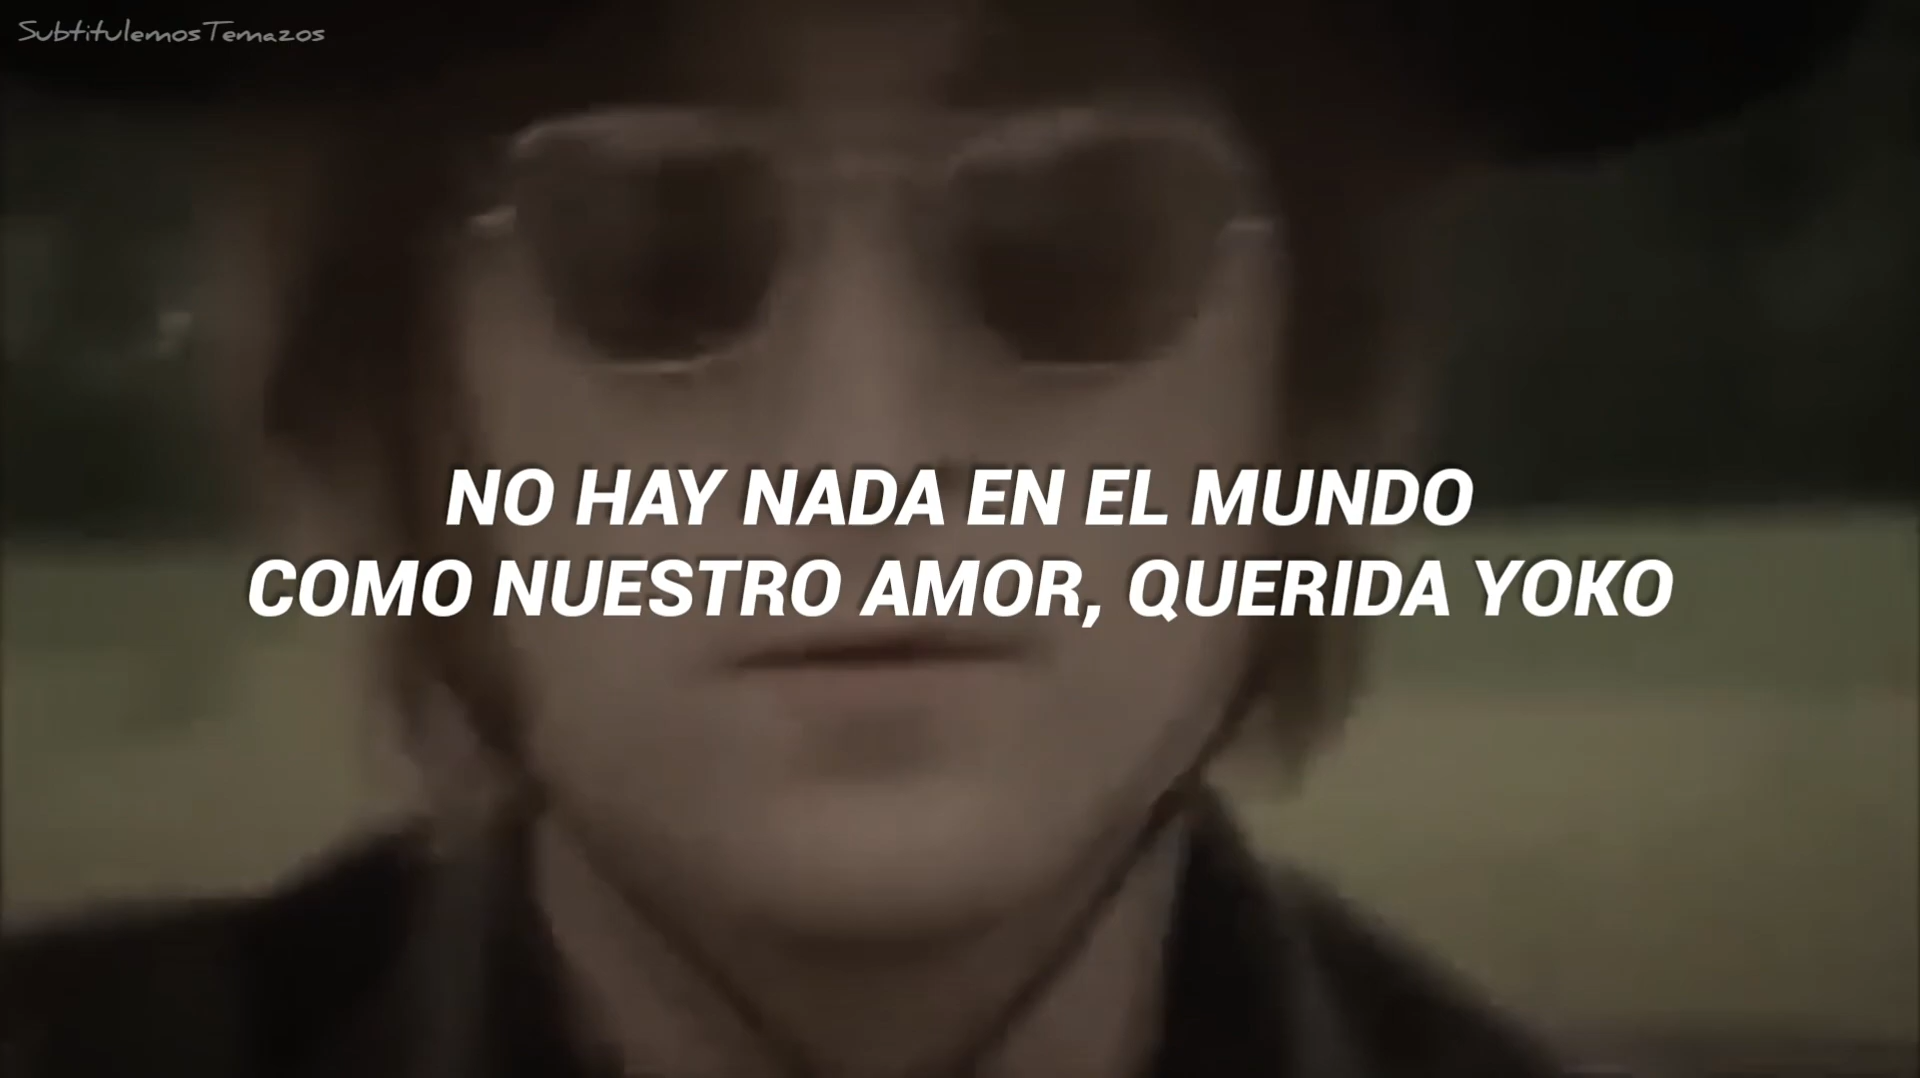 SubtitulemosTemazos
NO HAY NADA EN EL MUNDO
COMO NUESTRO AMOR, QUERIDA YOKO